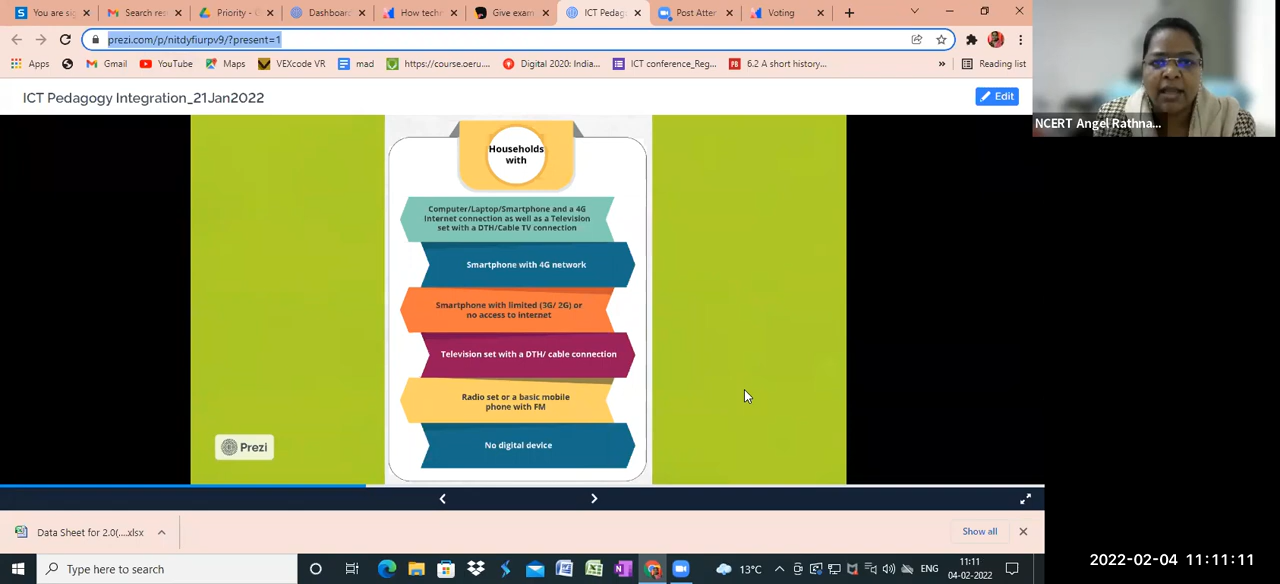 You are sig
Search res
Priority - G
Dashboard
How techn
Give exam
ICT Pedag
Post Atter
Voting
prezi.com/p/nitdyfiurpv9/?present=1
Apps
Gmail
YouTube
Maps
VEXcode VR
mad
https://course.oeru....
Digital 2020: India...
ICT conference_Reg...
6.2 A short history...
»
Reading list
ICT Pedagogy Integration_21Jan2022
Edit
NCERT Angel Rathna...
Households
with
Computer/Laptop/Smartphone and a 4G
Internet connection as well as a Television
set with a DTH/Cable TV connection
Smartphone with 4G network
Smartphone with limited (3G/ 2G) or
no access to internet
Television set with a DTH/ cable connection
Radio set or a basic mobile
phone with FM
No digital device
Prezi
Data Sheet for 2.0(....xlsx
Show all
Type here to search
13°C
ENG
11:11
04-02-2022
2022-02-04 11:11:11